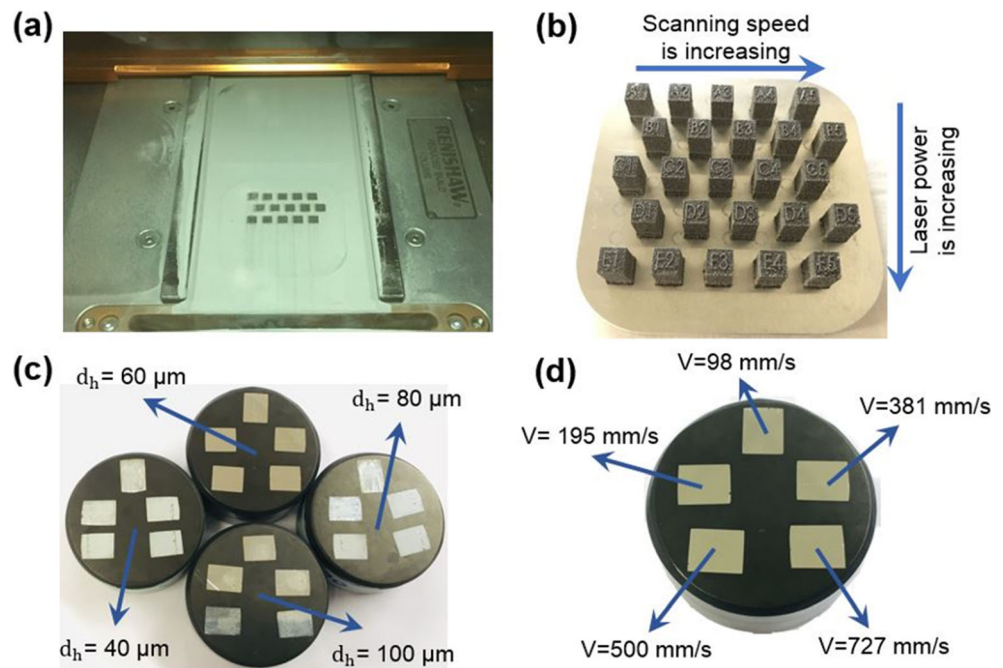 (a)
RENISHAW
(b)
Scanning speed
is increasing
Laser power
is increasing
A2 A3 A4 A5
B1 B2 B3 B4 B5
C1 C2 C3 C4 C5
D1 D2 D3 D4 D5
E1 E2 E3 E4 E5
(c)
dₕ= 60 µm
dₕ= 80 µm
dₕ= 40 µm
dₕ= 100 µm
(d)
V=98 mm/s
V= 195 mm/s
V=381 mm/s
V=500 mm/s
V=727 mm/s